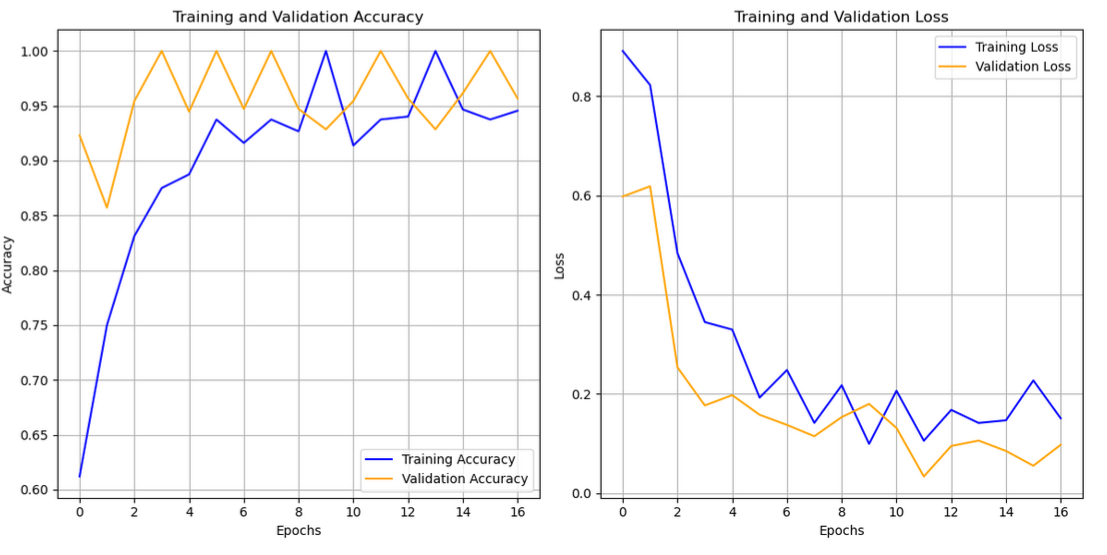 Training and Validation Accuracy
1.00
0.95
0.90
0.85
0.80
0.75
0.70
0.65
0.60
Accuracy
0 2 4 6 8 10 12 14 16
Epochs
Training Accuracy
Validation Accuracy
Training and Validation Loss
0.8
0.6
0.4
0.2
0.0
Loss
0 2 4 6 8 10 12 14 16
Epochs
Training Loss
Validation Loss